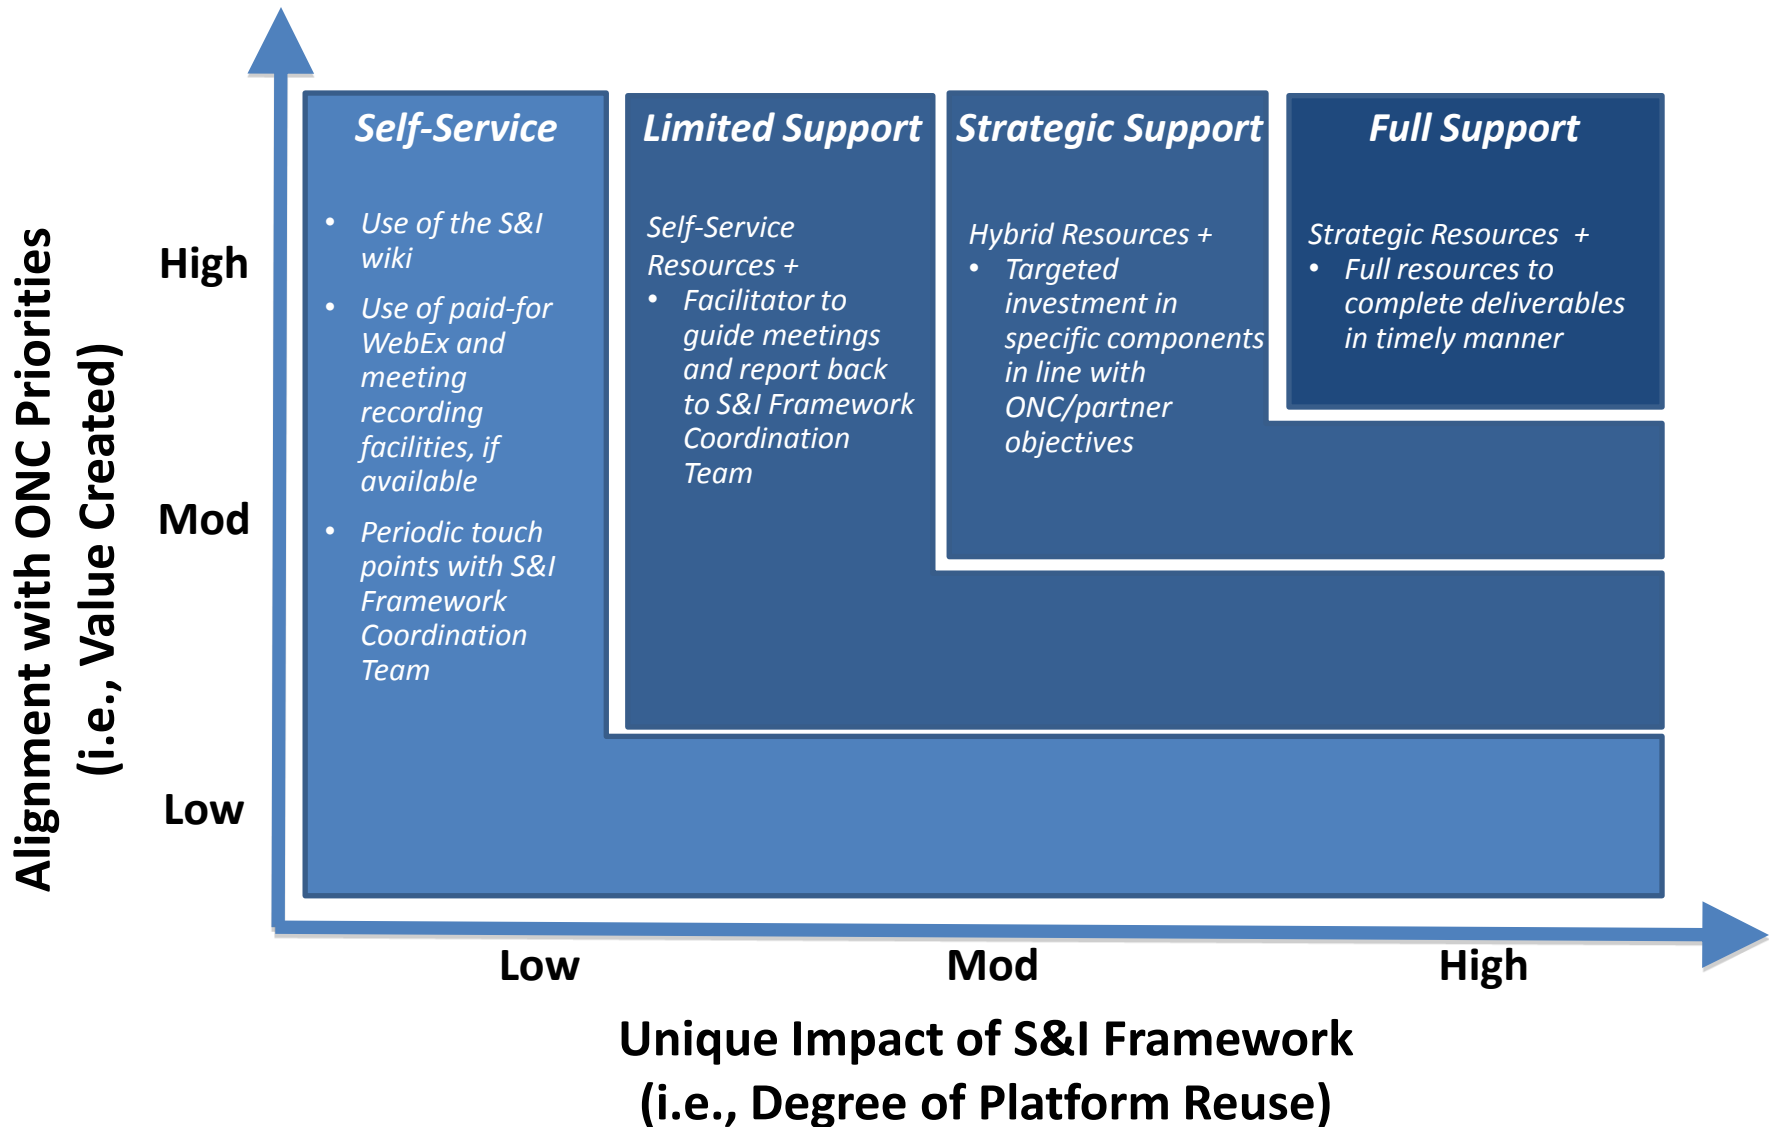 Alignment with ONC Priorities
(i.e., Value Created)
High
Mod
Low
Self-Service
• Use of the S&I
wiki
• Use of paid-for
WebEx and
meeting
recording
facilities, if
available
• Periodic touch
points with S&I
Framework
Coordination
Team
Limited Support
Self-Service
Resources +
• Facilitator to
guide meetings
and report back
to S&I Framework
Coordination
Team
Strategic Support
Hybrid Resources +
• Targeted
investment in
specific components
in line with
ONC/partner
objectives
Full Support
Strategic Resources +
• Full resources to
complete deliverables
in timely manner
Low
Mod
High
Unique Impact of S&I Framework
(i.e., Degree of Platform Reuse)